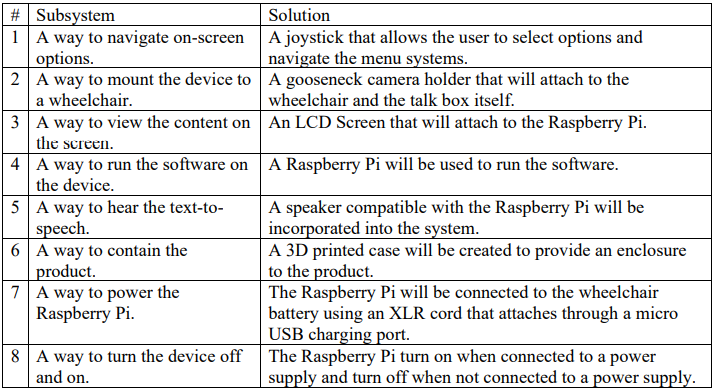 # Subsystem Solution
1 A way to navigate on-screen A joystick that allows the user to select options and
options. navigate the menu systems.
2 A way to mount the device to A gooseneck camera holder that will attach to the
a wheelchair. wheelchair and the talk box itself.
3 A way to view the content on An LCD Screen that will attach to the Raspberry Pi.
the screen.
4 A way to run the software on A Raspberry Pi will be used to run the software.
the device.
5 A way to hear the text-to- A speaker compatible with the Raspberry Pi will be
speech. incorporated into the system.
6 A way to contain the A 3D printed case will be created to provide an enclosure
product. to the product.
7 A way to power the The Raspberry Pi will be connected to the wheelchair
Raspberry Pi. battery using an XLR cord that attaches through a micro
USB charging port.
8 A way to turn the device off The Raspberry Pi turn on when connected to a power
and on. supply and turn off when not connected to a power supply.